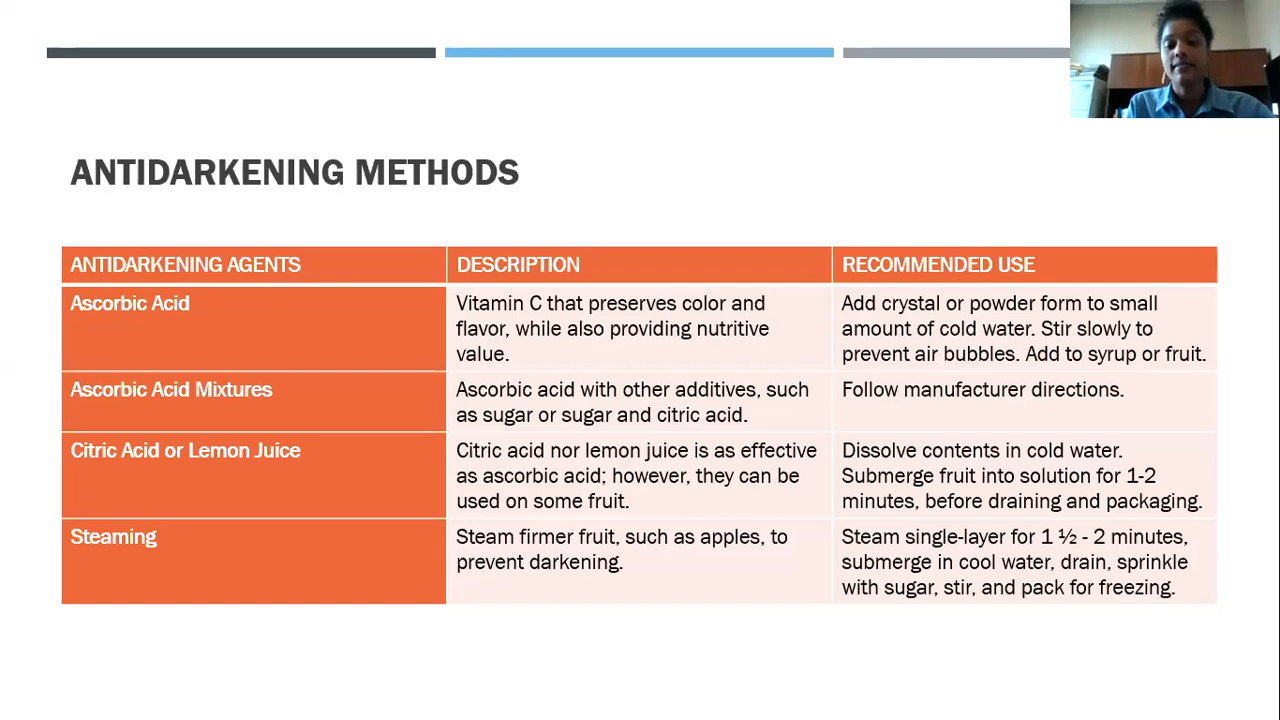 ANTIDARKENING METHODS
ANTIDARKENING AGENTS
DESCRIPTION
RECOMMENDED USE
Ascorbic Acid
Vitamin C that preserves color and
flavor, while also providing nutritive
value.
Add crystal or powder form to small
amount of cold water. Stir slowly to
prevent air bubbles. Add to syrup or fruit.
Ascorbic Acid Mixtures
Ascorbic acid with other additives, such
as sugar or sugar and citric acid.
Follow manufacturer directions.
Citric Acid or Lemon Juice
Citric acid nor lemon juice is as effective
as ascorbic acid; however, they can be
used on some fruit.
Dissolve contents in cold water.
Submerge fruit into solution for 1-2
minutes, before draining and packaging.
Steaming
Steam firmer fruit, such as apples, to
prevent darkening.
Steam single-layer for 1 ½ - 2 minutes,
submerge in cool water, drain, sprinkle
with sugar, stir, and pack for freezing.